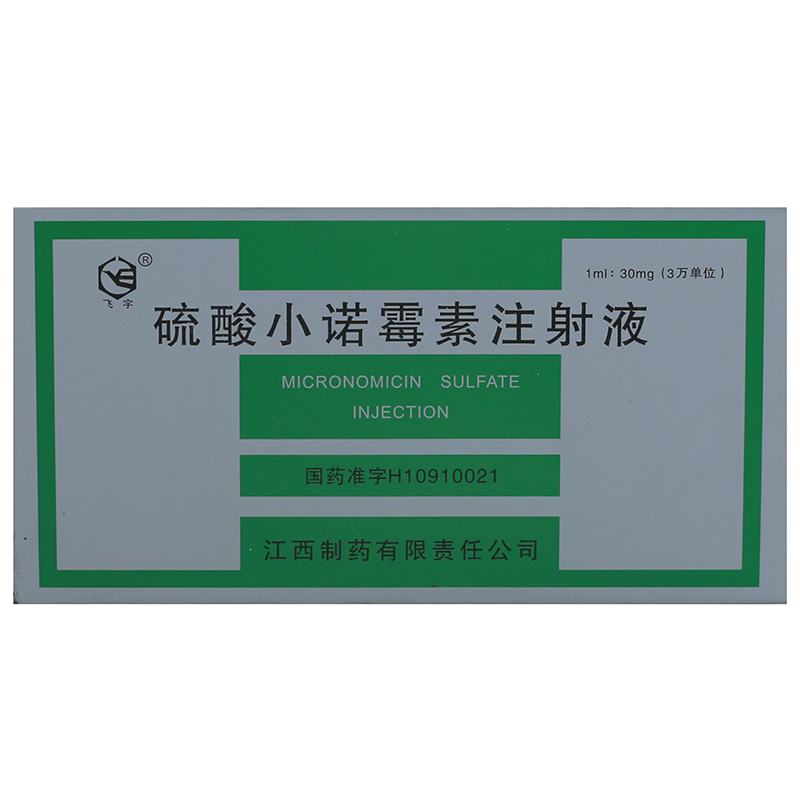 ®
飞宇
1ml：30mg（3万单位）
硫酸小诺霉素注射液
MICRONOMICIN SULFATE
INJECTION
国药准字H10910021
江西制药有限责任公司